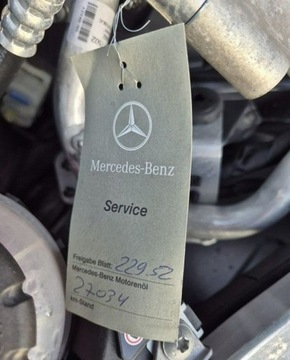 Mercedes-Benz
Service
Freigabe Blatt: 229.52
Mercedes-Benz Motorenöl
27034
km-Stand